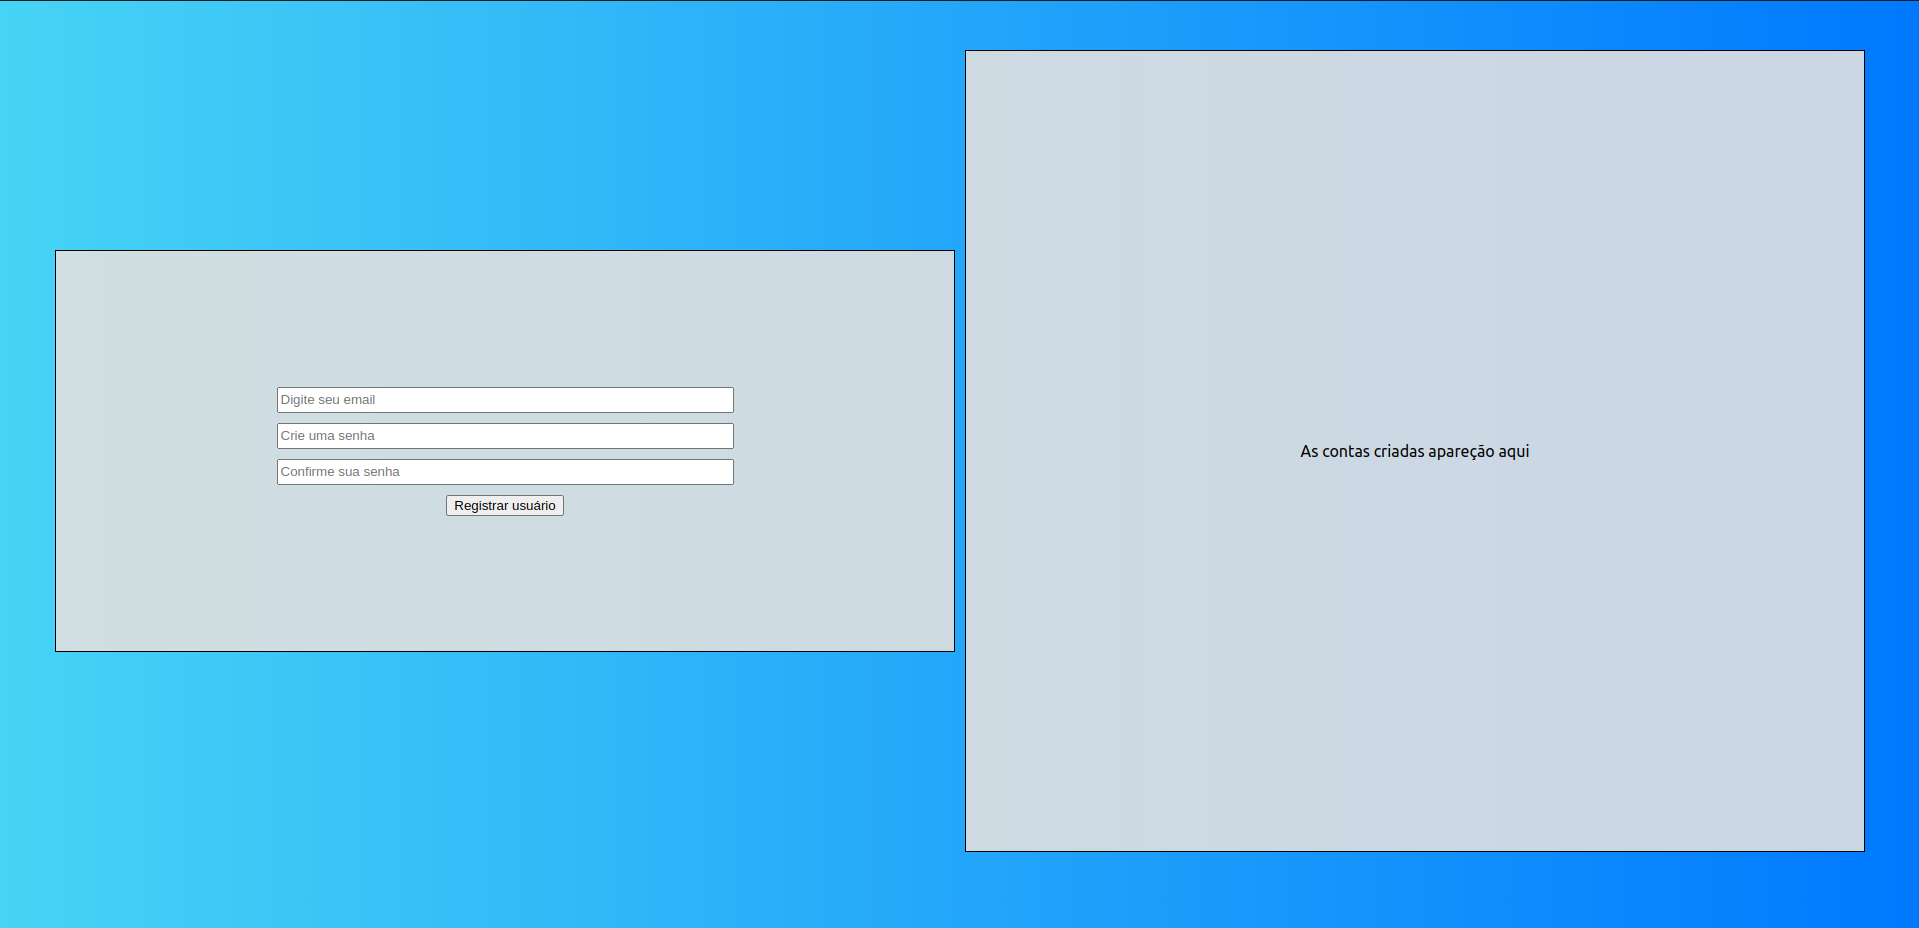 Digite seu email
Crie uma senha
Confirme sua senha
Registrar usuário
As contas criadas apareção aqui